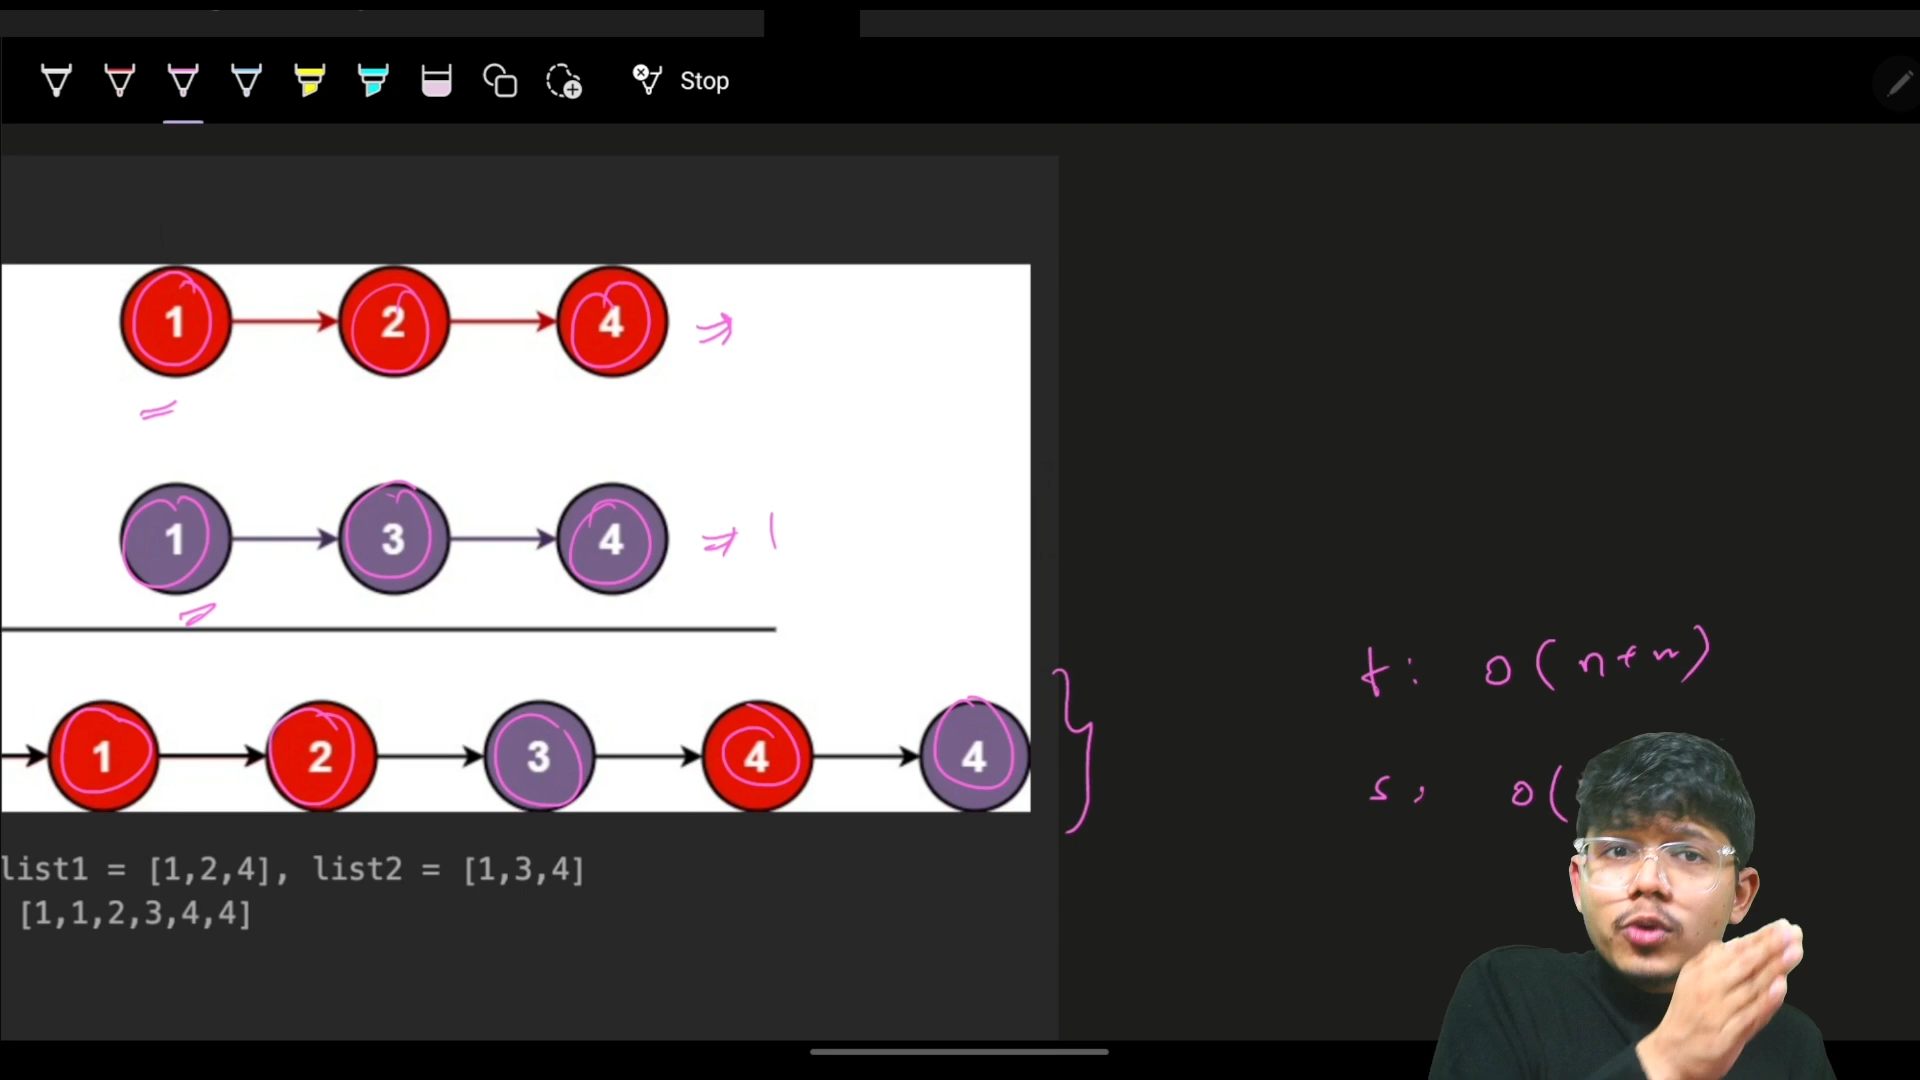 Stop
1 2 4
1 3 4
1 2 3 4 4
t: O(n+m)
s, O(
list1 = [1,2,4], list2 = [1,3,4]
[1,1,2,3,4,4]